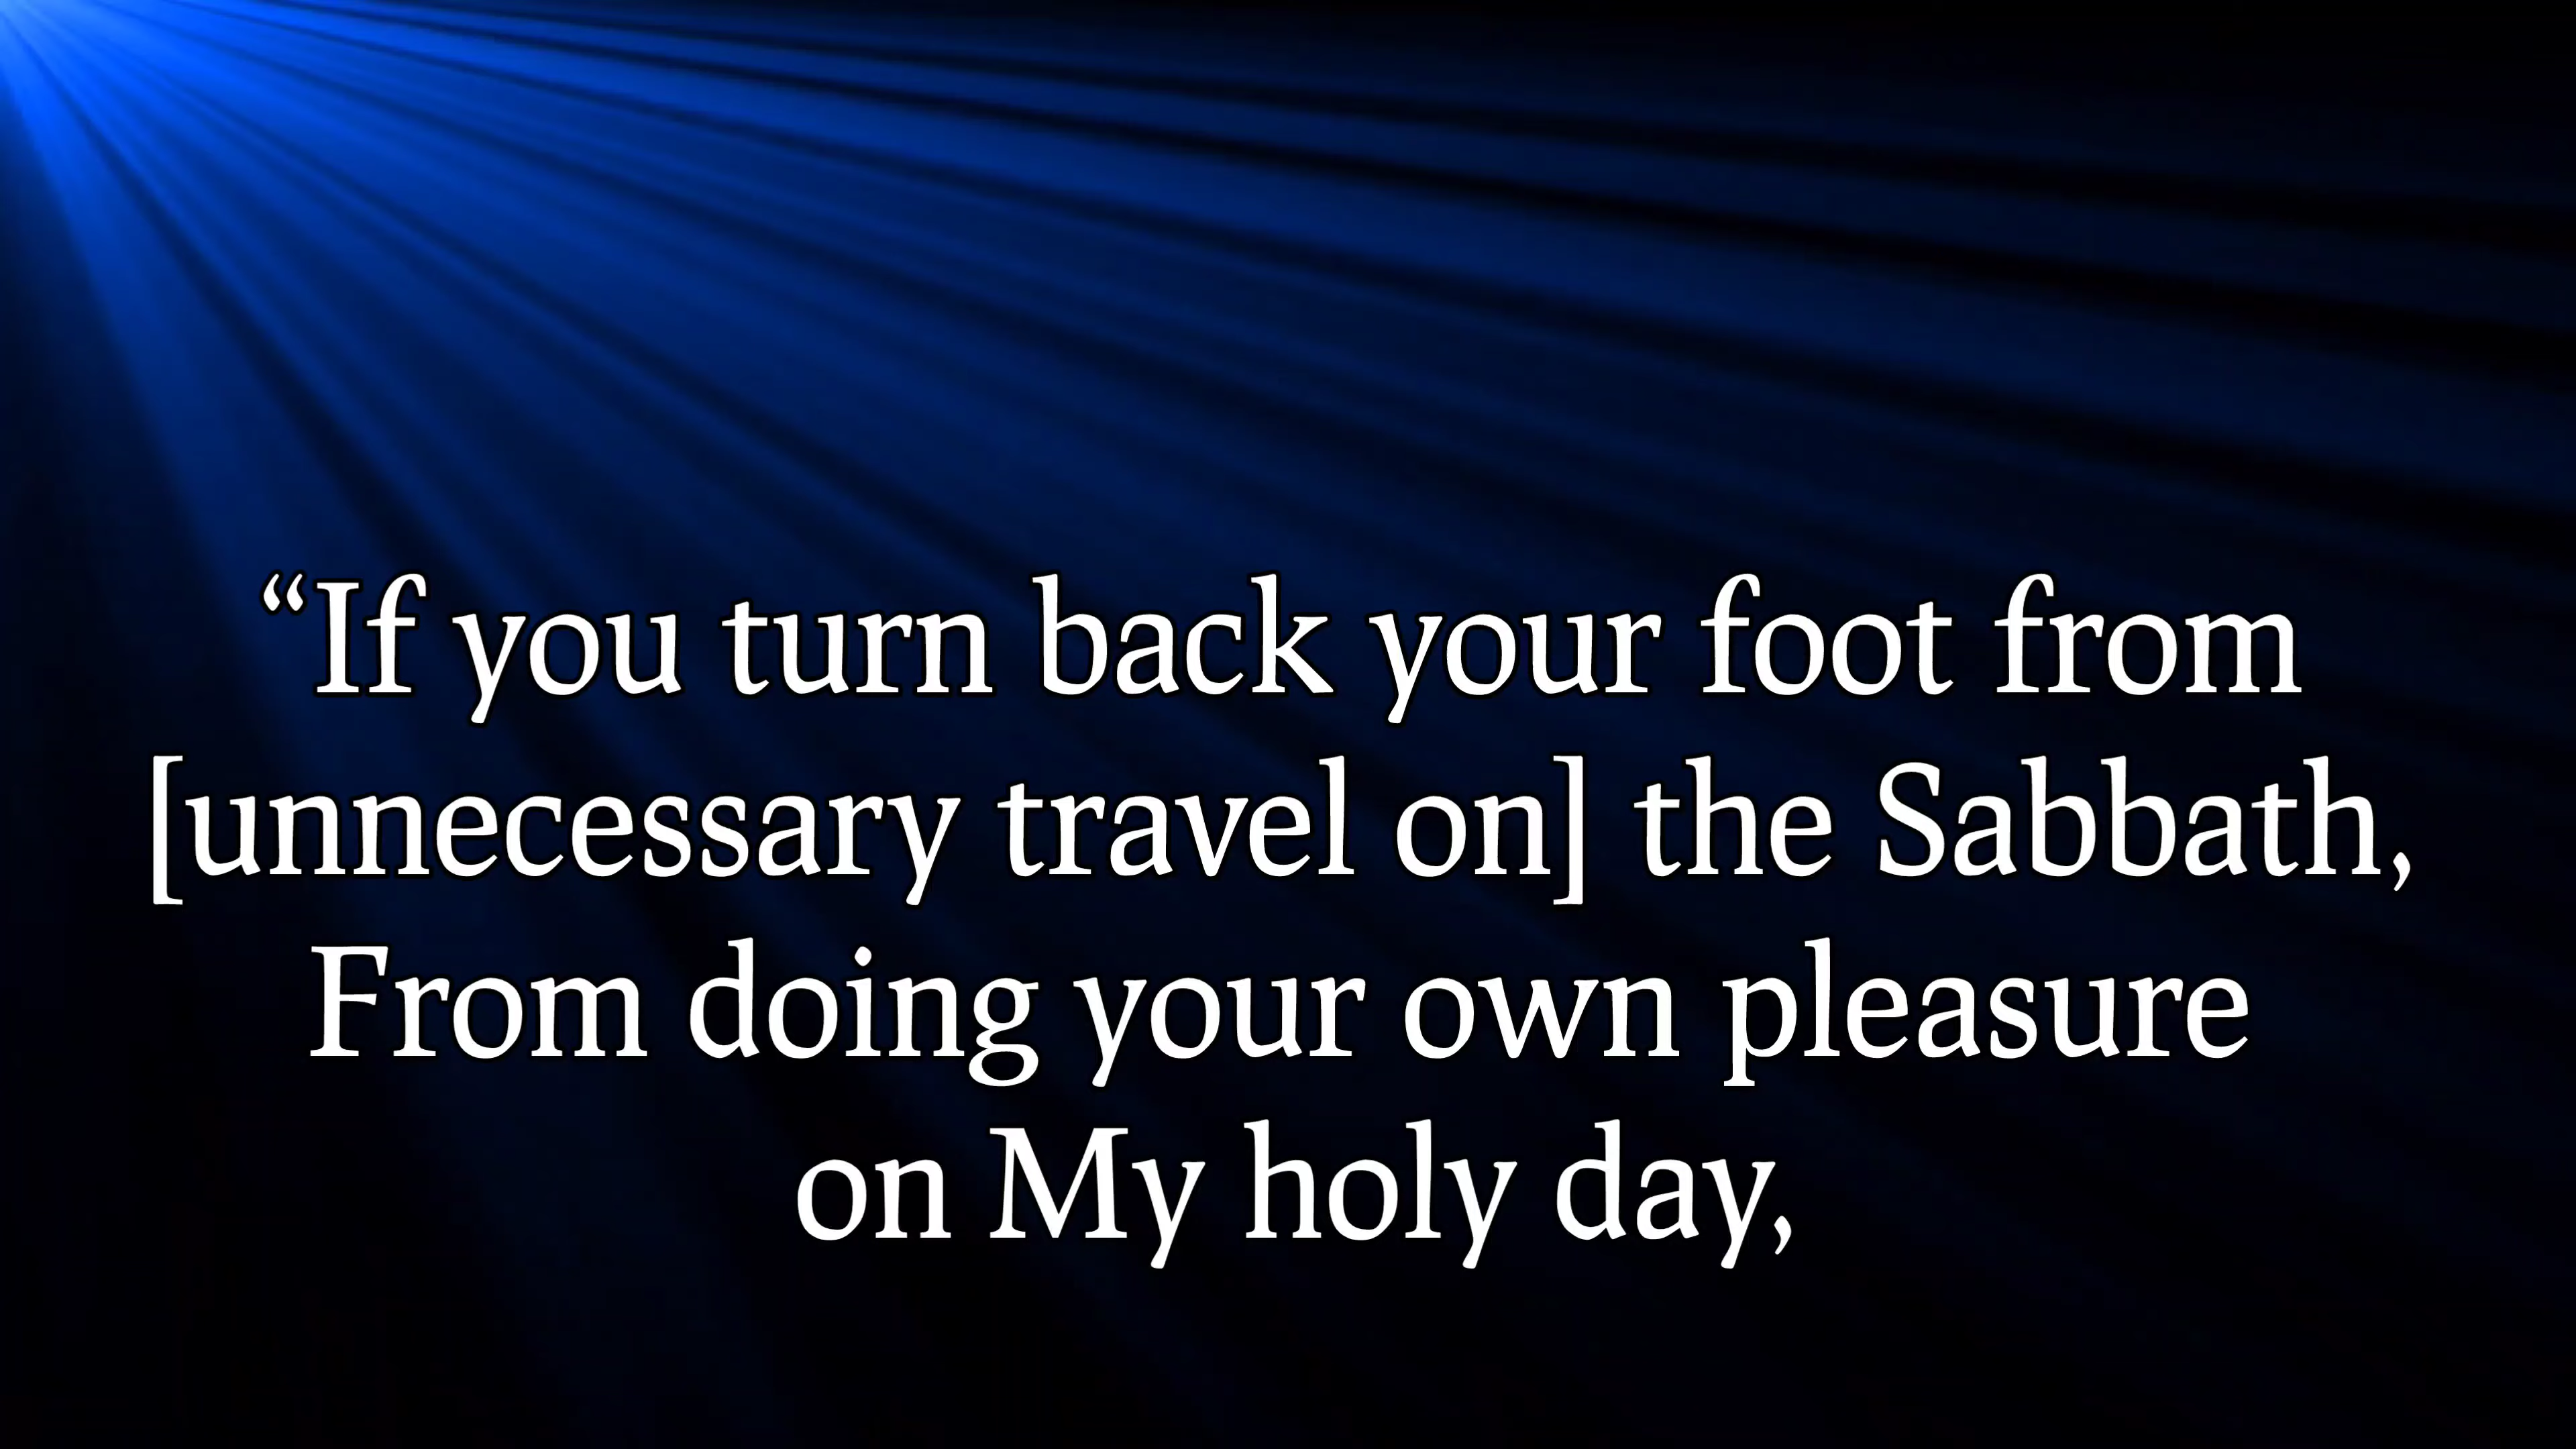 “If you turn back your foot from
[unnecessary travel on] the Sabbath,
From doing your own pleasure
on My holy day,